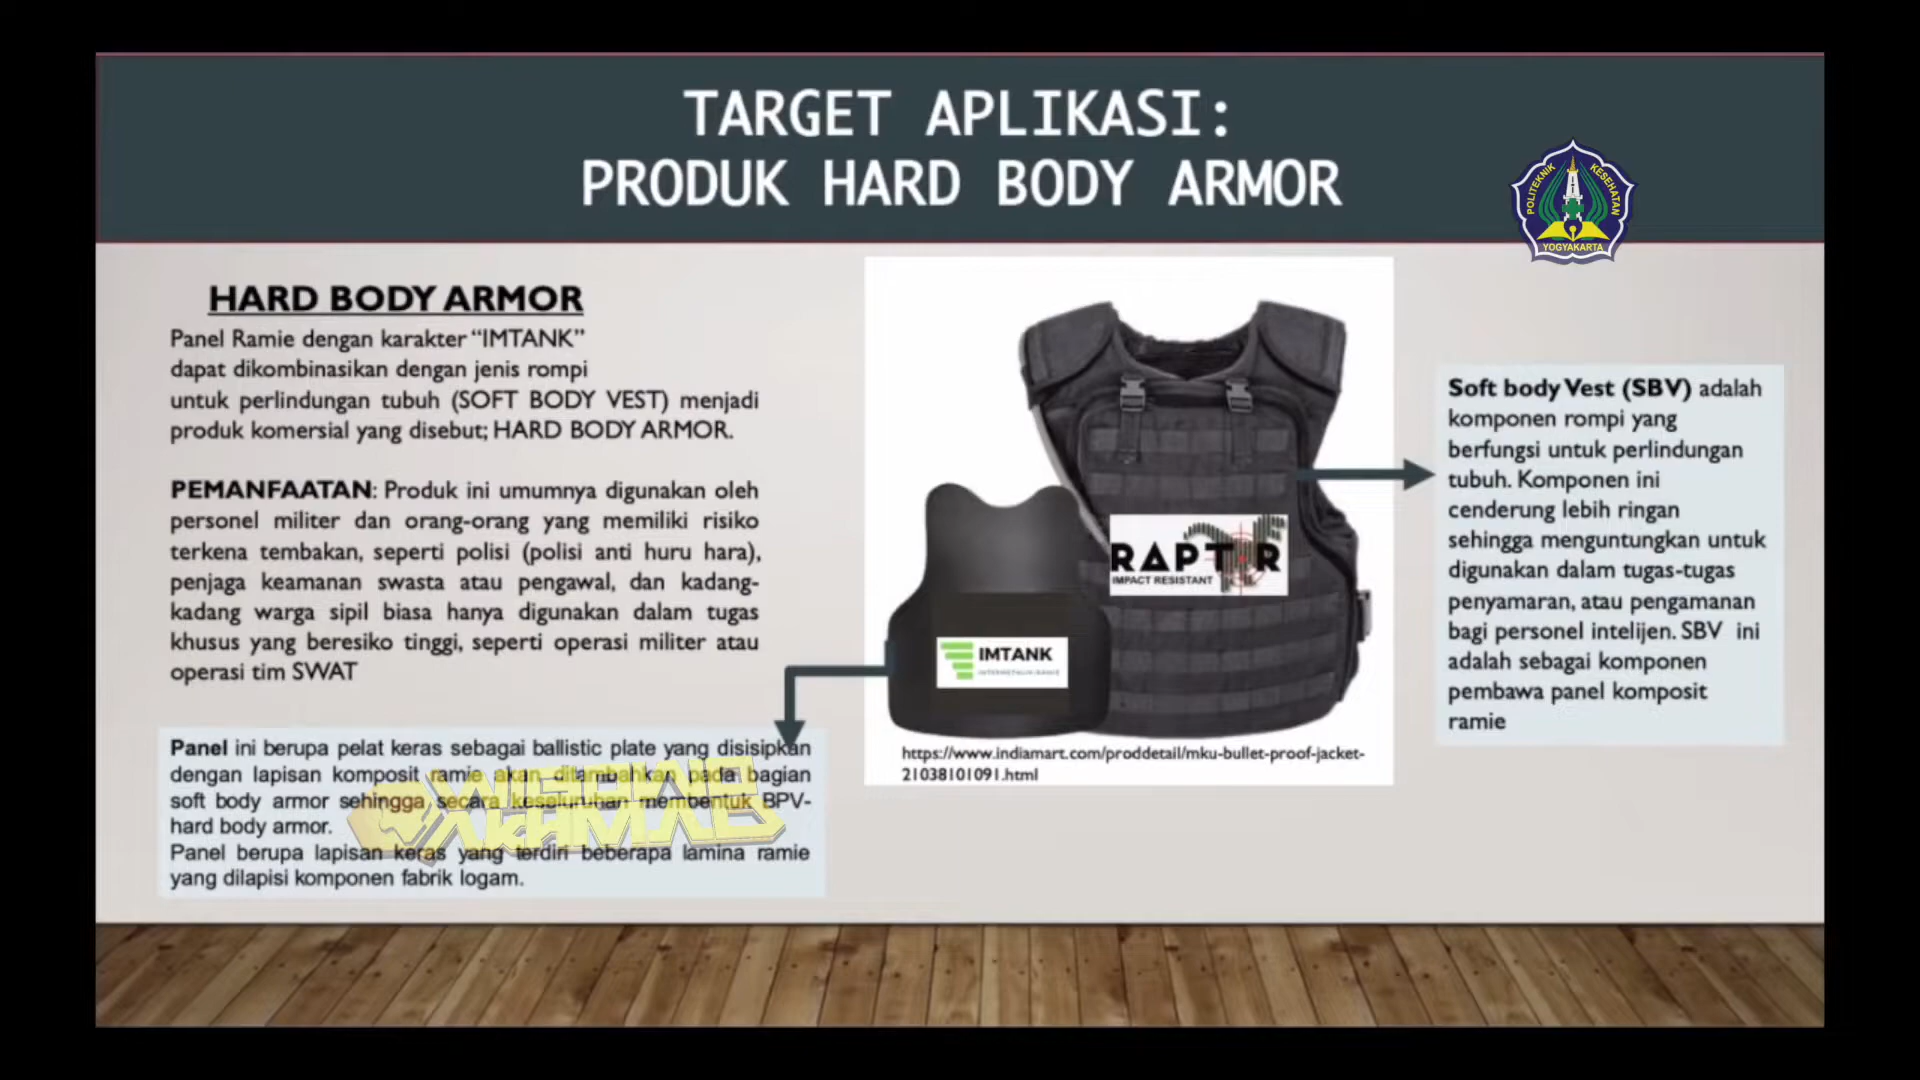 TARGET APLIKASI:
PRODUK HARD BODY ARMOR
POLITEKNIK KESEHATAN
YOGYAKARTA
HARD BODY ARMOR
Panel Ramie dengan karakter “IMTANK”
dapat dikombinasikan dengan jenis rompi
untuk perlindungan tubuh (SOFT BODY VEST) menjadi
produk komersial yang disebut; HARD BODY ARMOR.
PEMANFAATAN: Produk ini umumnya digunakan oleh
personel militer dan orang-orang yang memiliki risiko
terkena tembakan, seperti polisi (polisi anti huru hara),
penjaga keamanan swasta atau pengawal, dan kadang-
kadang warga sipil biasa hanya digunakan dalam tugas
khusus yang beresiko tinggi, seperti operasi militer atau
operasi tim SWAT
Panel ini berupa pelat keras sebagai ballistic plate yang disisipkan
dengan lapisan komposit ramie akan ditambahkan pada bagian
soft body armor sehingga secara keseluruhan membentuk BPV-
hard body armor.
Panel berupa lapisan keras yang terdiri beberapa lamina ramie
yang dilapisi komponen fabrik logam.
RAPTOR
IMPACT RESISTANT
IMTANK
https://www.indiamart.com/proddetail/mku-bullet-proof-jacket-
21038101091.html
Soft body Vest (SBV) adalah
komponen rompi yang
berfungsi untuk perlindungan
tubuh. Komponen ini
cenderung lebih ringan
sehingga menguntungkan untuk
digunakan dalam tugas-tugas
penyamaran, atau pengamanan
bagi personel intelijen. SBV ini
adalah sebagai komponen
pembawa panel komposit
ramie